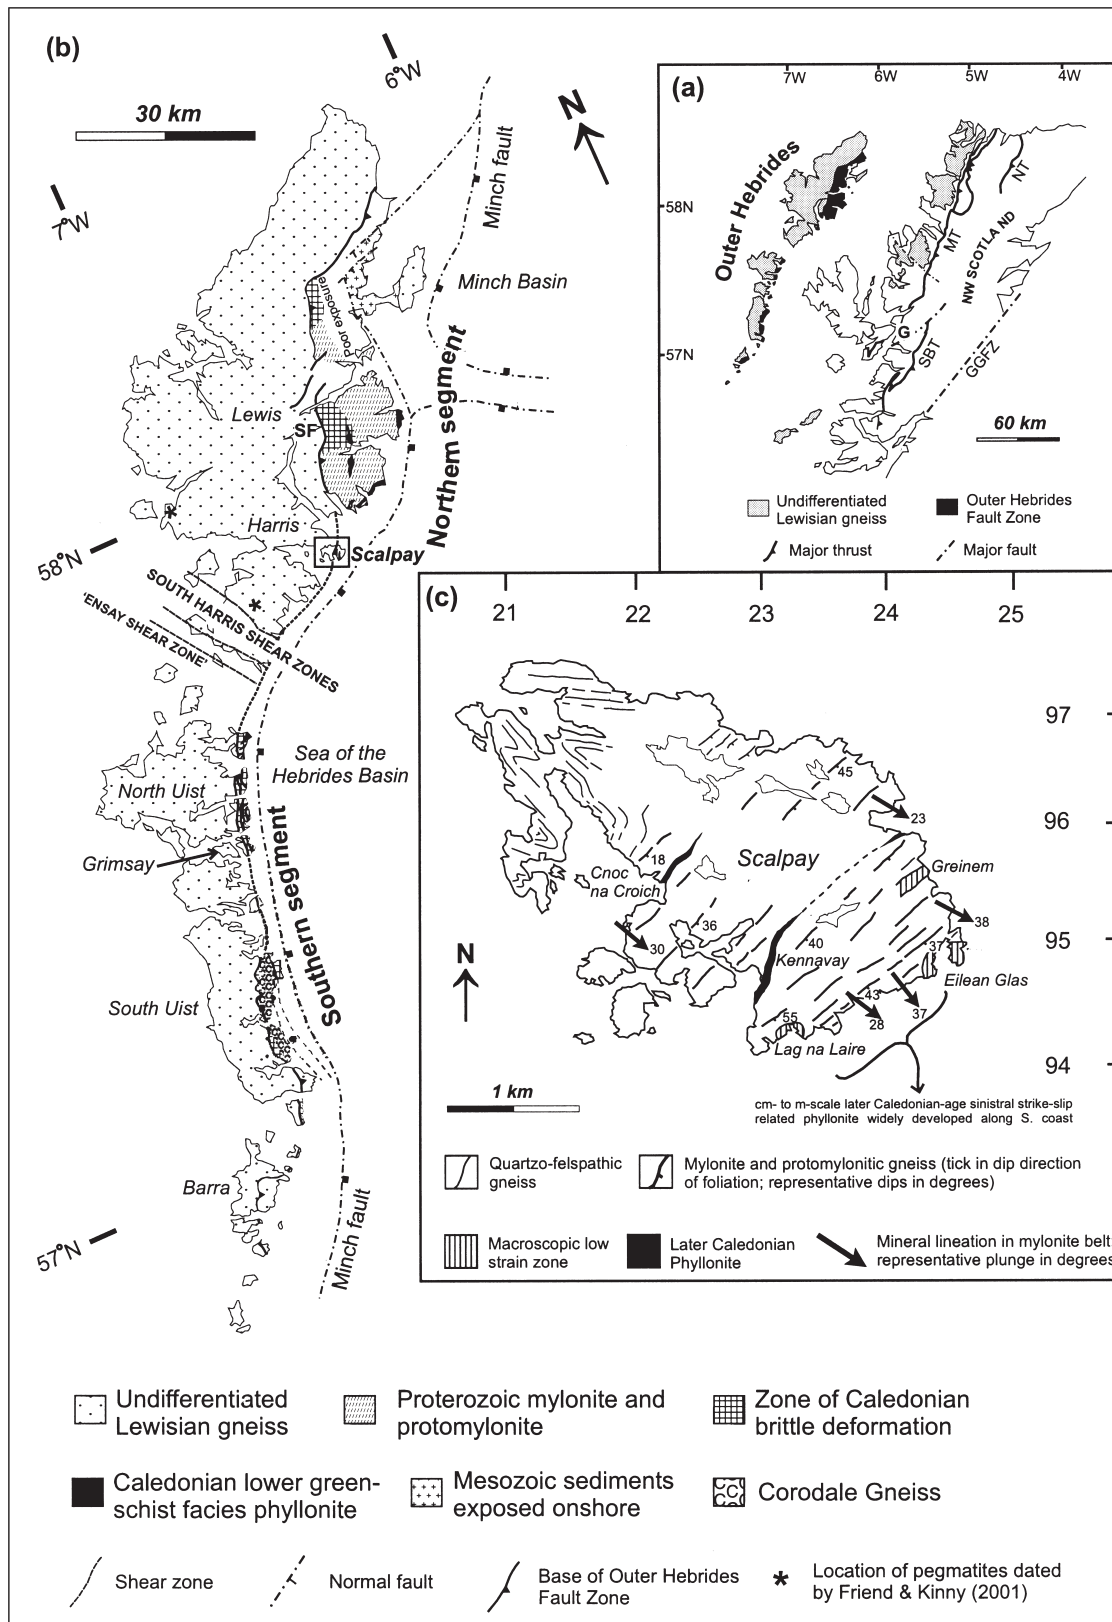 (b)
6°W
30 km
N
7°W
Minch fault
Minch Basin
Poor exposure
Northern segment
Lewis
SF
Harris
Scalpay
58°N
SOUTH HARRIS SHEAR ZONES
'ENSAY SHEAR ZONE'
Sea of the
Hebrides Basin
North Uist
Grimsay
Southern segment
South Uist
Barra
57°N
Minch fault
(a)
7W 6W 5W 4W
58N
57N
Outer Hebrides
NT
MT
NW SCOTLAND
G
SBT
GGFZ
60 km
Undifferentiated
Lewisian gneiss
Outer Hebrides
Fault Zone
Major thrust
Major fault
(c)
21 22 23 24 25
97
96
95
94
45
23
18
Scalpay
Cnoc
na Croich
Greinem
36
30
40
38
Kennavay
37
Eilean Glas
43
37
28
55
Lag na Laire
N
1 km
cm- to m-scale later Caledonian-age sinistral strike-slip
related phyllonite widely developed along S. coast
Quartzo-felspathic
gneiss
Mylonite and protomylonitic gneiss (tick in dip direction
of foliation; representative dips in degrees)
Macroscopic low
strain zone
Later Caledonian
Phyllonite
Mineral lineation in mylonite belt:
representative plunge in degrees
Undifferentiated
Lewisian gneiss
Proterozoic mylonite and
protomylonite
Zone of Caledonian
brittle deformation
Caledonian lower green-
schist facies phyllonite
Mesozoic sediments
exposed onshore
Corodale Gneiss
Shear zone
Normal fault
Base of Outer Hebrides
Fault Zone
Location of pegmatites dated
by Friend & Kinny (2001)